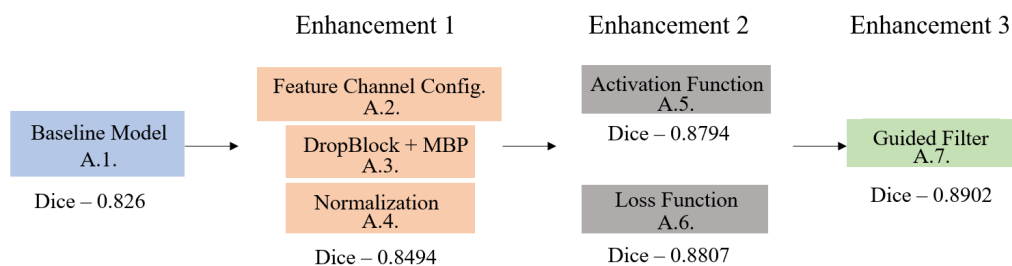 Enhancement 1
Enhancement 2
Enhancement 3
Baseline Model
A.1.
Dice – 0.826
Feature Channel Config.
A.2.
DropBlock + MBP
A.3.
Normalization
A.4.
Dice – 0.8494
Activation Function
A.5.
Dice – 0.8794
Loss Function
A.6.
Dice – 0.8807
Guided Filter
A.7.
Dice – 0.8902